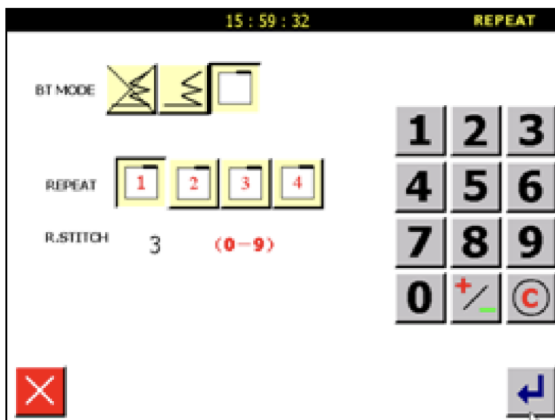 15 : 59 : 32 REPEAT
BT MODE
REPEAT 1 2 3 4
R.STITCH 3 (0-9)
1 2 3
4 5 6
7 8 9
0 +/- C